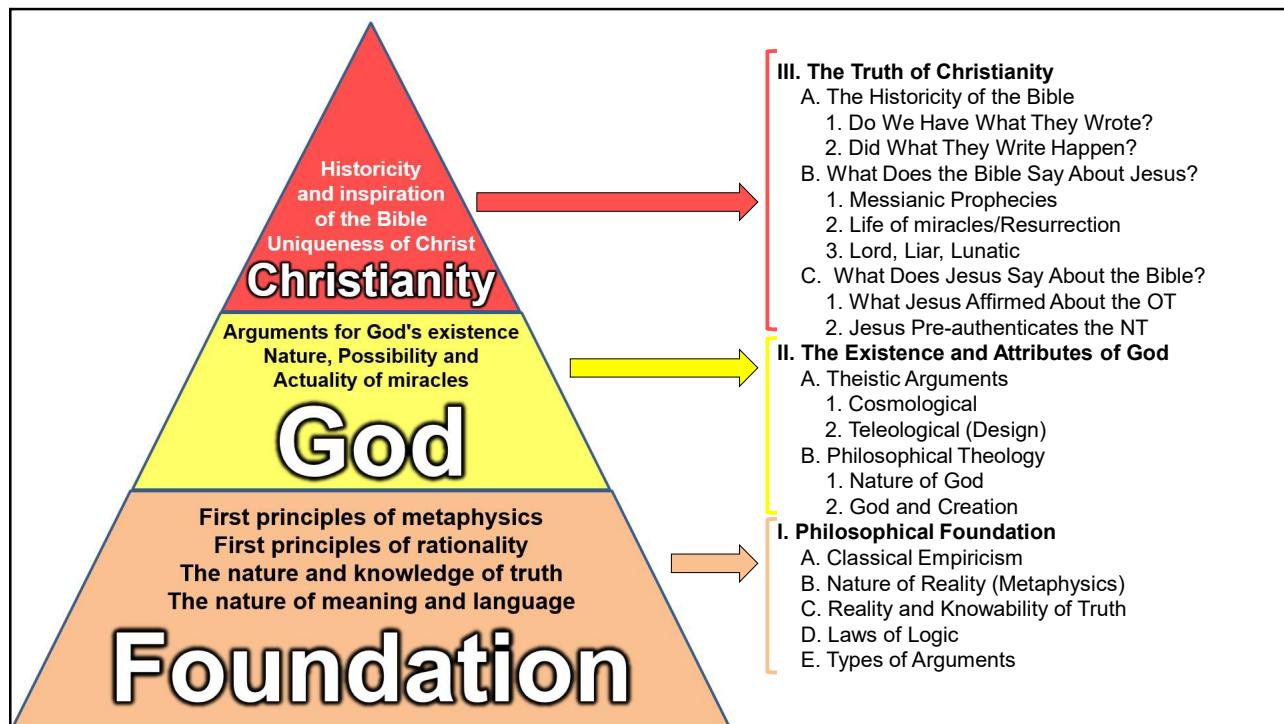 Historicity
and inspiration
of the Bible
Uniqueness of Christ
Christianity
Arguments for God's existence
Nature, Possibility and
Actuality of miracles
God
First principles of metaphysics
First principles of rationality
The nature and knowledge of truth
The nature of meaning and language
Foundation
III. The Truth of Christianity
A. The Historicity of the Bible
1. Do We Have What They Wrote?
2. Did What They Write Happen?
B. What Does the Bible Say About Jesus?
1. Messianic Prophecies
2. Life of miracles/Resurrection
3. Lord, Liar, Lunatic
C. What Does Jesus Say About the Bible?
1. What Jesus Affirmed About the OT
2. Jesus Pre-authenticates the NT
II. The Existence and Attributes of God
A. Theistic Arguments
1. Cosmological
2. Teleological (Design)
B. Philosophical Theology
1. Nature of God
2. God and Creation
I. Philosophical Foundation
A. Classical Empiricism
B. Nature of Reality (Metaphysics)
C. Reality and Knowability of Truth
D. Laws of Logic
E. Types of Arguments